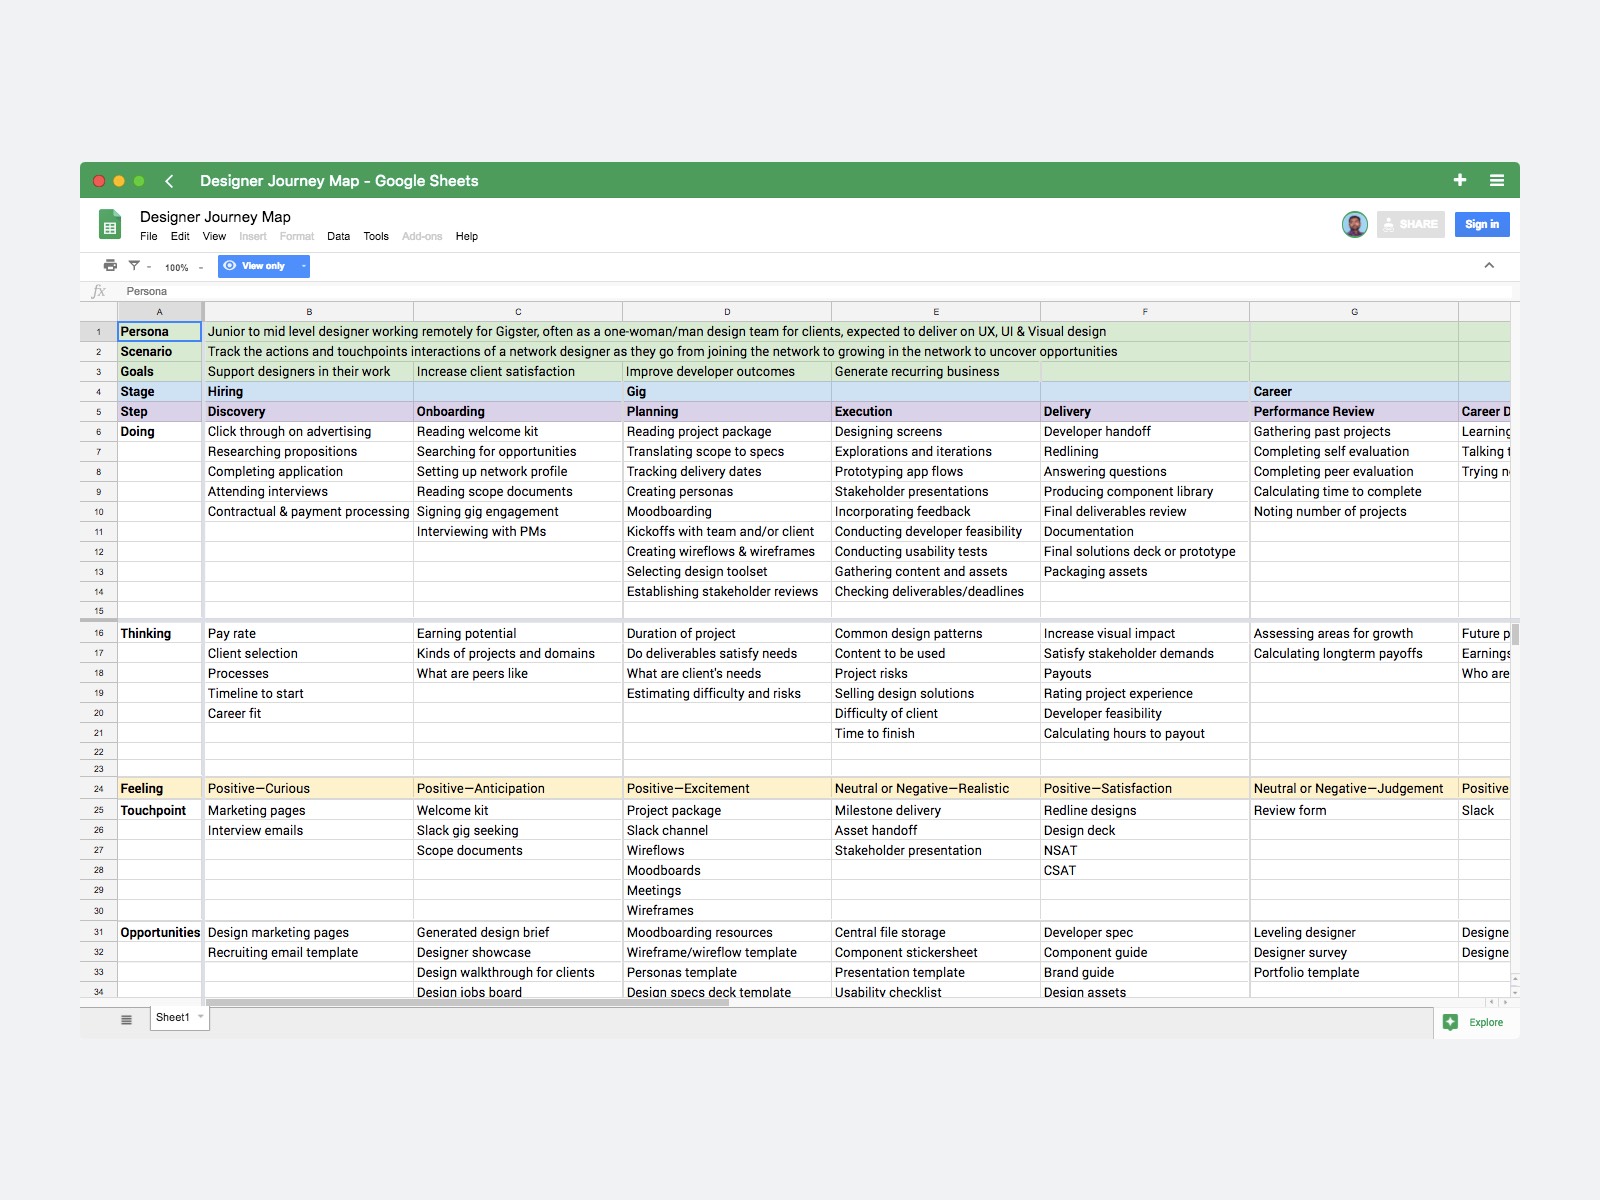 Designer Journey Map - Google Sheets
Designer Journey Map
File Edit View Insert Format Data Tools Add-ons Help
SHARE Sign in
100% View only
fx Persona
A B C D E F G
1 Persona Junior to mid level designer working remotely for Gigster, often as a one-woman/man design team for clients, expected to deliver on UX, UI & Visual design
2 Scenario Track the actions and touchpoints interactions of a network designer as they go from joining the network to growing in the network to uncover opportunities
3 Goals Support designers in their work Increase client satisfaction Improve developer outcomes Generate recurring business
4 Stage Hiring Gig Career
5 Step Discovery Onboarding Planning Execution Delivery Performance Review Career D
6 Doing Click through on advertising Reading welcome kit Reading project package Designing screens Developer handoff Gathering past projects Learning
7 Researching propositions Searching for opportunities Translating scope to specs Explorations and iterations Redlining Completing self evaluation Talking t
8 Completing application Setting up network profile Tracking delivery dates Prototyping app flows Answering questions Completing peer evaluation Trying n
9 Attending interviews Reading scope documents Creating personas Stakeholder presentations Producing component library Calculating time to complete
10 Contractual & payment processing Signing gig engagement Moodboarding Incorporating feedback Final deliverables review Noting number of projects
11 Interviewing with PMs Kickoffs with team and/or client Conducting developer feasibility Documentation
12 Creating wireflows & wireframes Conducting usability tests Final solutions deck or prototype
13 Selecting design toolset Gathering content and assets Packaging assets
14 Establishing stakeholder reviews Checking deliverables/deadlines
15
16 Thinking Pay rate Earning potential Duration of project Common design patterns Increase visual impact Assessing areas for growth Future p
17 Client selection Kinds of projects and domains Do deliverables satisfy needs Content to be used Satisfy stakeholder demands Calculating longterm payoffs Earnings
18 Processes What are peers like What are client's needs Project risks Payouts Who are
19 Timeline to start Estimating difficulty and risks Selling design solutions Rating project experience
20 Career fit Difficulty of client Developer feasibility
21 Time to finish Calculating hours to payout
22
23
24 Feeling Positive—Curious Positive—Anticipation Positive—Excitement Neutral or Negative—Realistic Positive—Satisfaction Neutral or Negative—Judgement Positive
25 Touchpoint Marketing pages Welcome kit Project package Milestone delivery Redline designs Review form Slack
26 Interview emails Slack gig seeking Slack channel Asset handoff Design deck
27 Scope documents Wireflows Stakeholder presentation NSAT
28 Moodboards CSAT
29 Meetings
30 Wireframes
31 Opportunities Design marketing pages Generated design brief Moodboarding resources Central file storage Developer spec Leveling designer Designe
32 Recruiting email template Designer showcase Wireframe/wireflow template Component stickersheet Component guide Designer survey Designe
33 Design walkthrough for clients Personas template Presentation template Brand guide Portfolio template
34 Design jobs board Design specs deck template Usability checklist Design assets
Sheet1
Explore